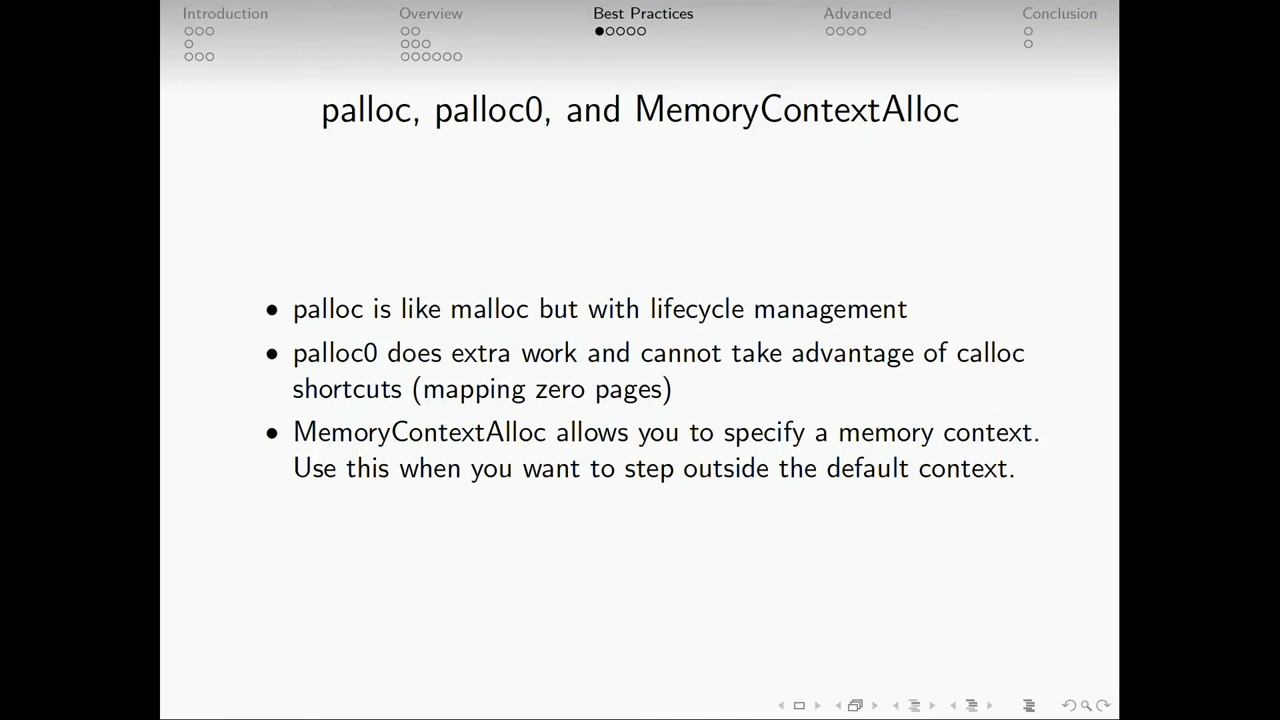 Introduction Overview Best Practices Advanced Conclusion
palloc, palloc0, and MemoryContextAlloc
• palloc is like malloc but with lifecycle management
• palloc0 does extra work and cannot take advantage of calloc
shortcuts (mapping zero pages)
• MemoryContextAlloc allows you to specify a memory context.
Use this when you want to step outside the default context.